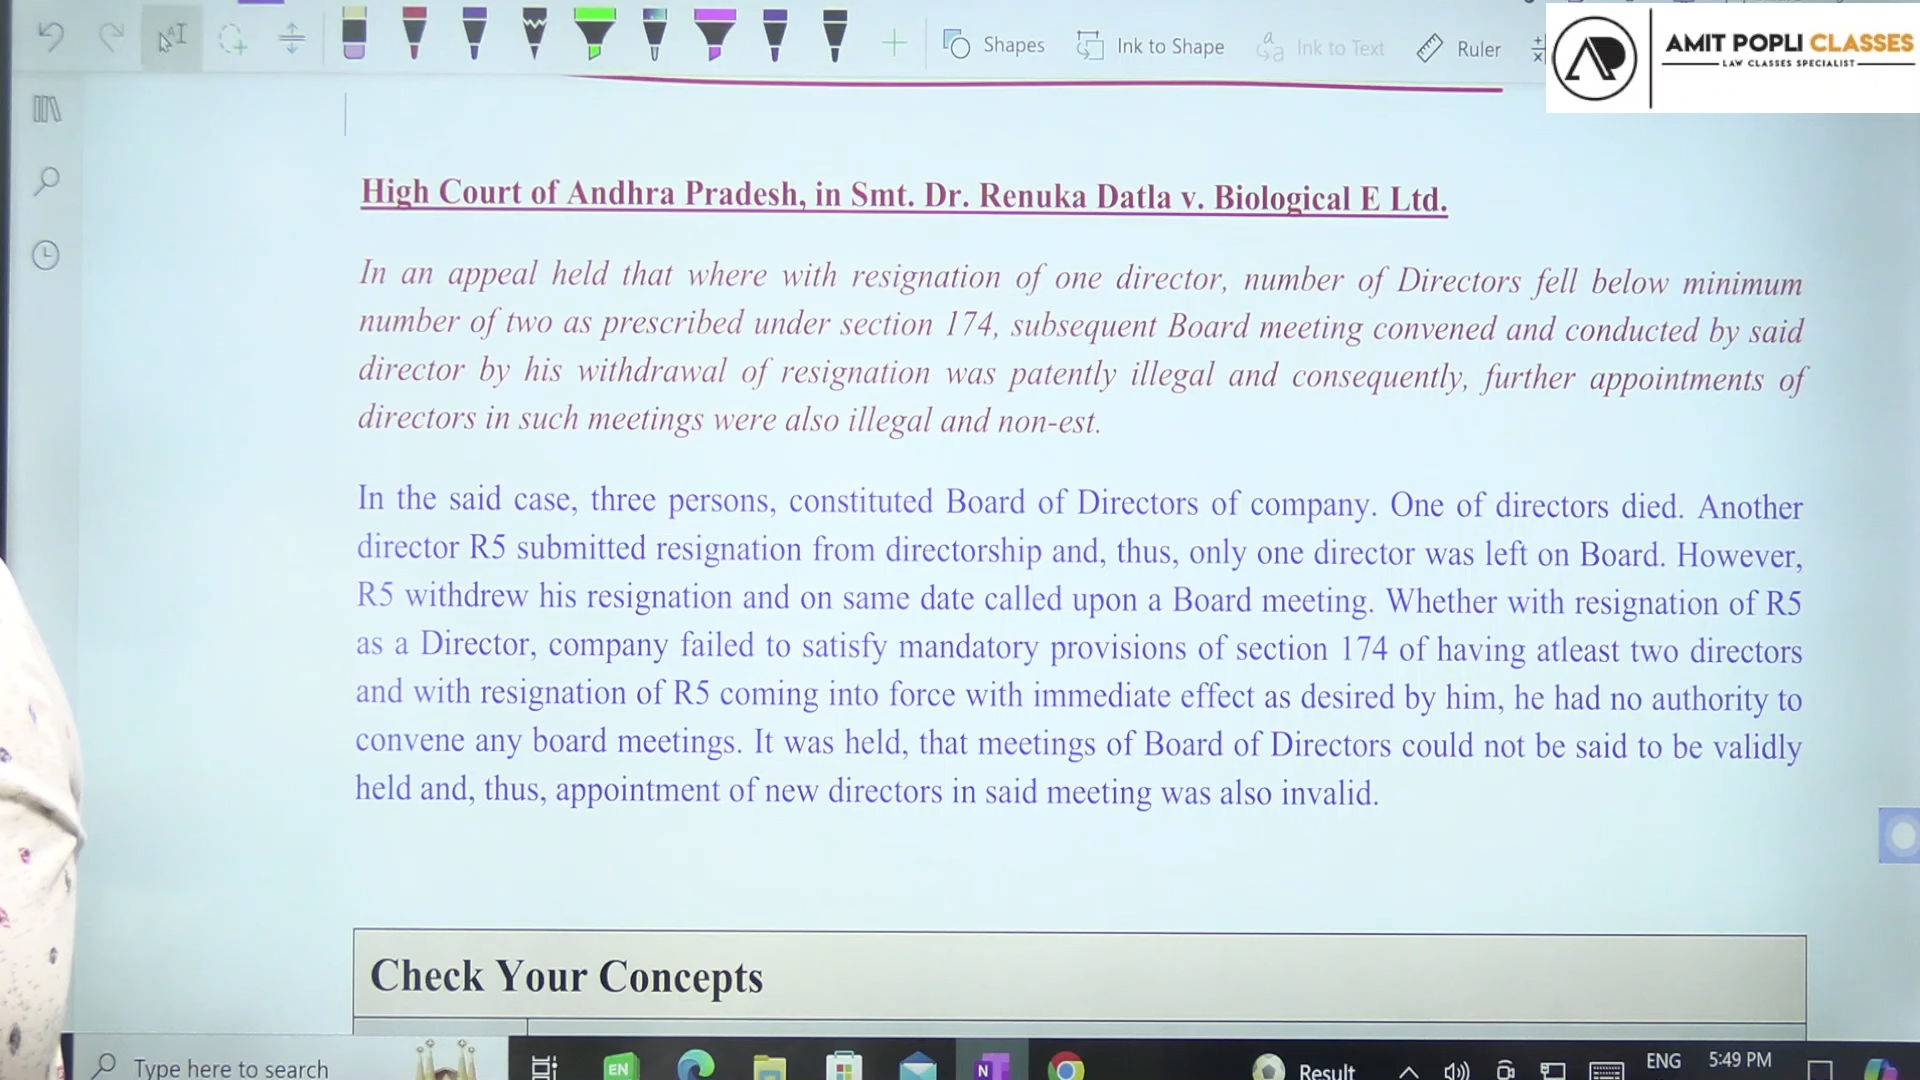 Shapes
Ink to Shape
Ink to Text
Ruler
AMIT POPLI CLASSES
LAW CLASSES SPECIALIST
High Court of Andhra Pradesh, in Smt. Dr. Renuka Datla v. Biological E Ltd.
In an appeal held that where with resignation of one director, number of Directors fell below minimum
number of two as prescribed under section 174, subsequent Board meeting convened and conducted by said
director by his withdrawal of resignation was patently illegal and consequently, further appointments of
directors in such meetings were also illegal and non-est.
In the said case, three persons, constituted Board of Directors of company. One of directors died. Another
director R5 submitted resignation from directorship and, thus, only one director was left on Board. However,
R5 withdrew his resignation and on same date called upon a Board meeting. Whether with resignation of R5
as a Director, company failed to satisfy mandatory provisions of section 174 of having atleast two directors
and with resignation of R5 coming into force with immediate effect as desired by him, he had no authority to
convene any board meetings. It was held, that meetings of Board of Directors could not be said to be validly
held and, thus, appointment of new directors in said meeting was also invalid.
Check Your Concepts
Type here to search
EN
N
Result
ENG
5:49 PM